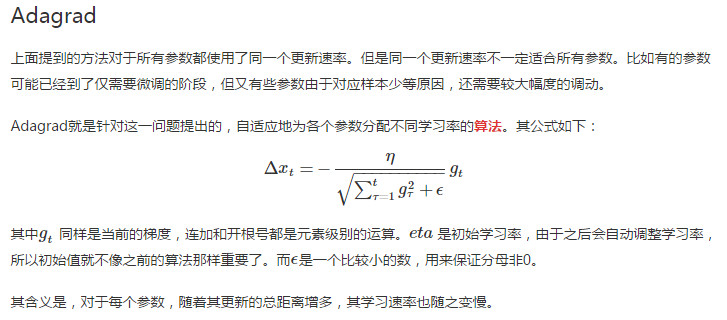 Adagrad
上面提到的方法对于所有参数都使用了同一个更新速率。但是同一个更新速率不一定适合所有参数。比如有的参数
可能已经到了仅需要微调的阶段，但又有些参数由于对应样本少等原因，还需要较大幅度的调动。
Adagrad就是针对这一问题提出的，自适应地为各个参数分配不同学习率的算法。其公式如下：
Δx_t = − η / √(∑_{τ=1}^{t} g_τ^2 + ϵ) g_t
其中g_t 同样是当前的梯度，连加和开根号都是元素级别的运算。eta 是初始学习率，由于之后会自动调整学习率，
所以初始值就不像之前的算法那样重要了。而ϵ是一个比较小的数，用来保证分母非0。
其含义是，对于每个参数，随着其更新的总距离增多，其学习速率也随之变慢。